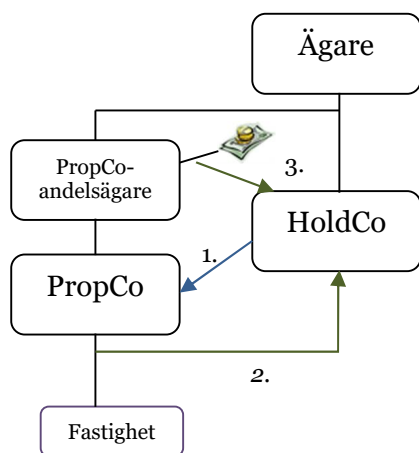 Ägare
PropCo-
andelsägare
3.
HoldCo
1.
PropCo
2.
Fastighet